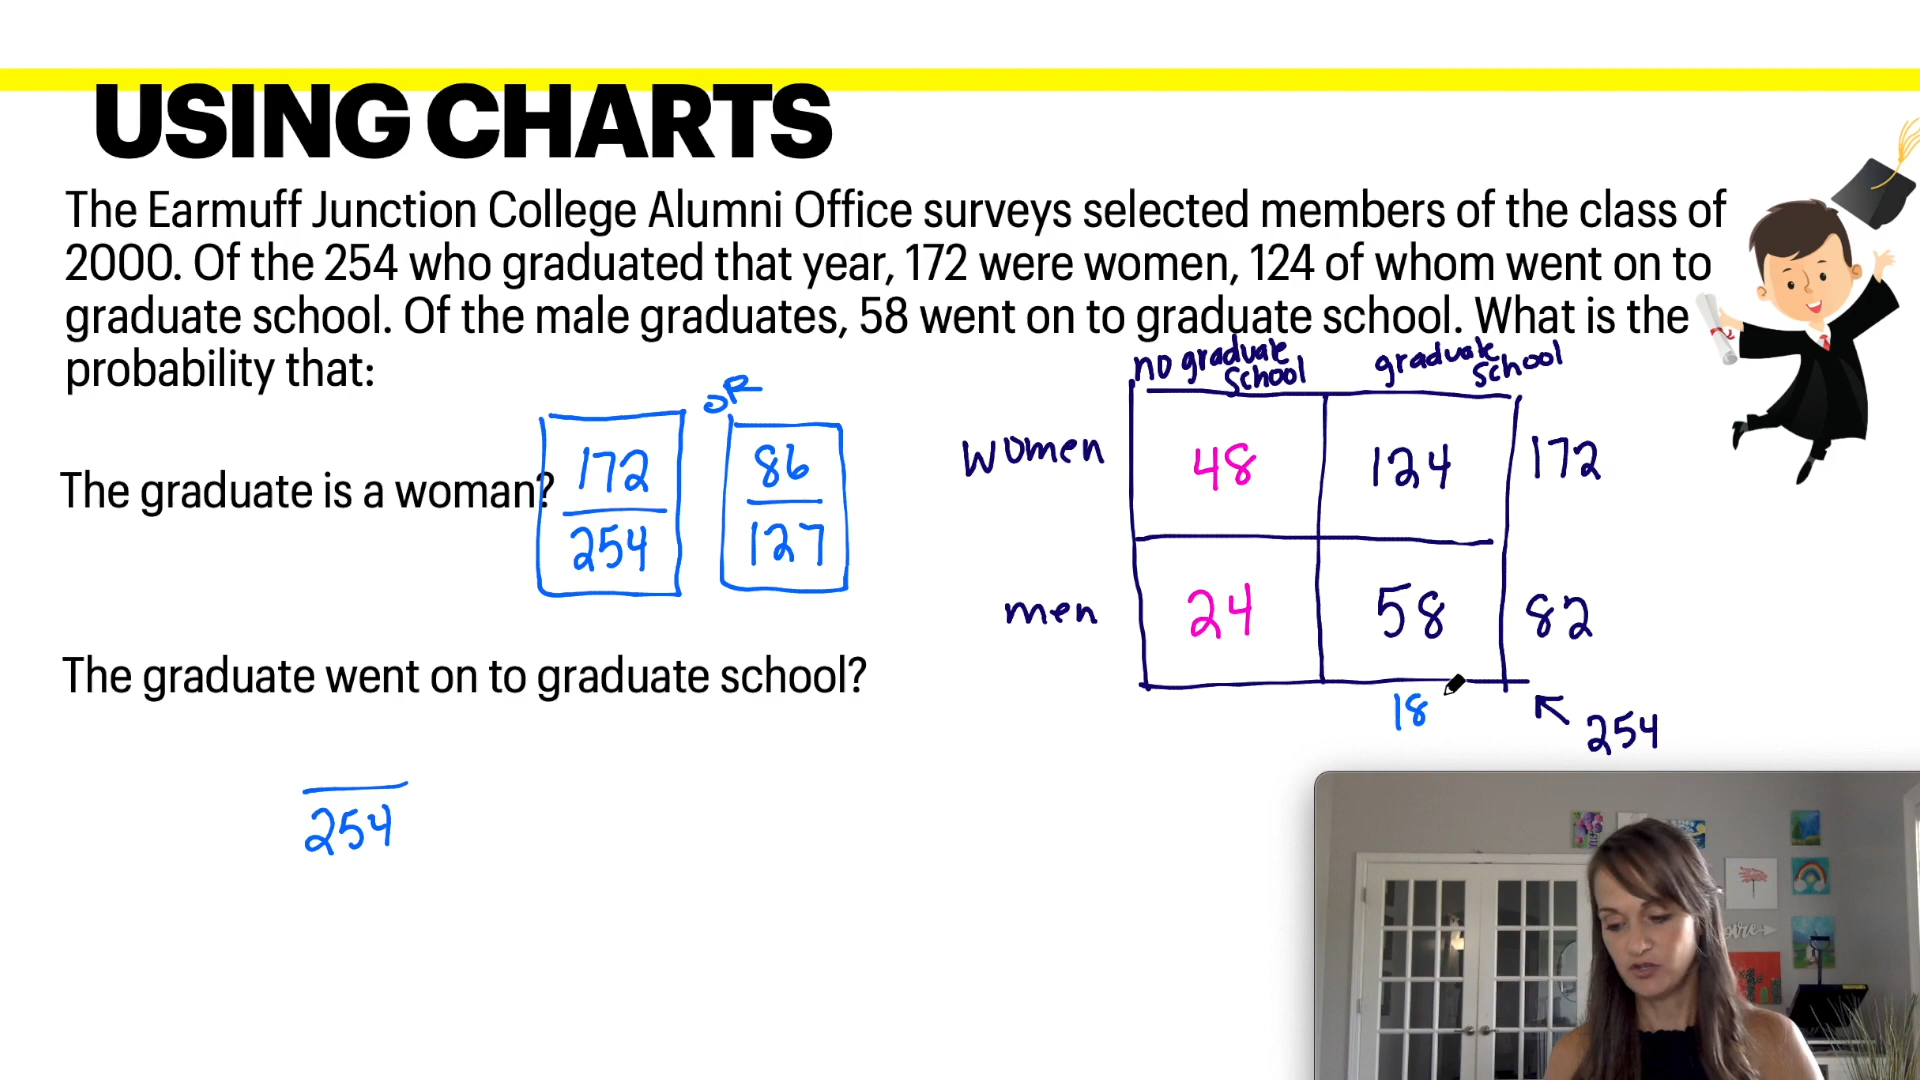 USING CHARTS
The Earmuff Junction College Alumni Office surveys selected members of the class of
2000. Of the 254 who graduated that year, 172 were women, 124 of whom went on to
graduate school. Of the male graduates, 58 went on to graduate school. What is the
probability that:
no graduate
school
graduate
school
OR
women
48
124
172
The graduate is a woman?
172
254
86
127
men
24
58
82
The graduate went on to graduate school?
18
254
254